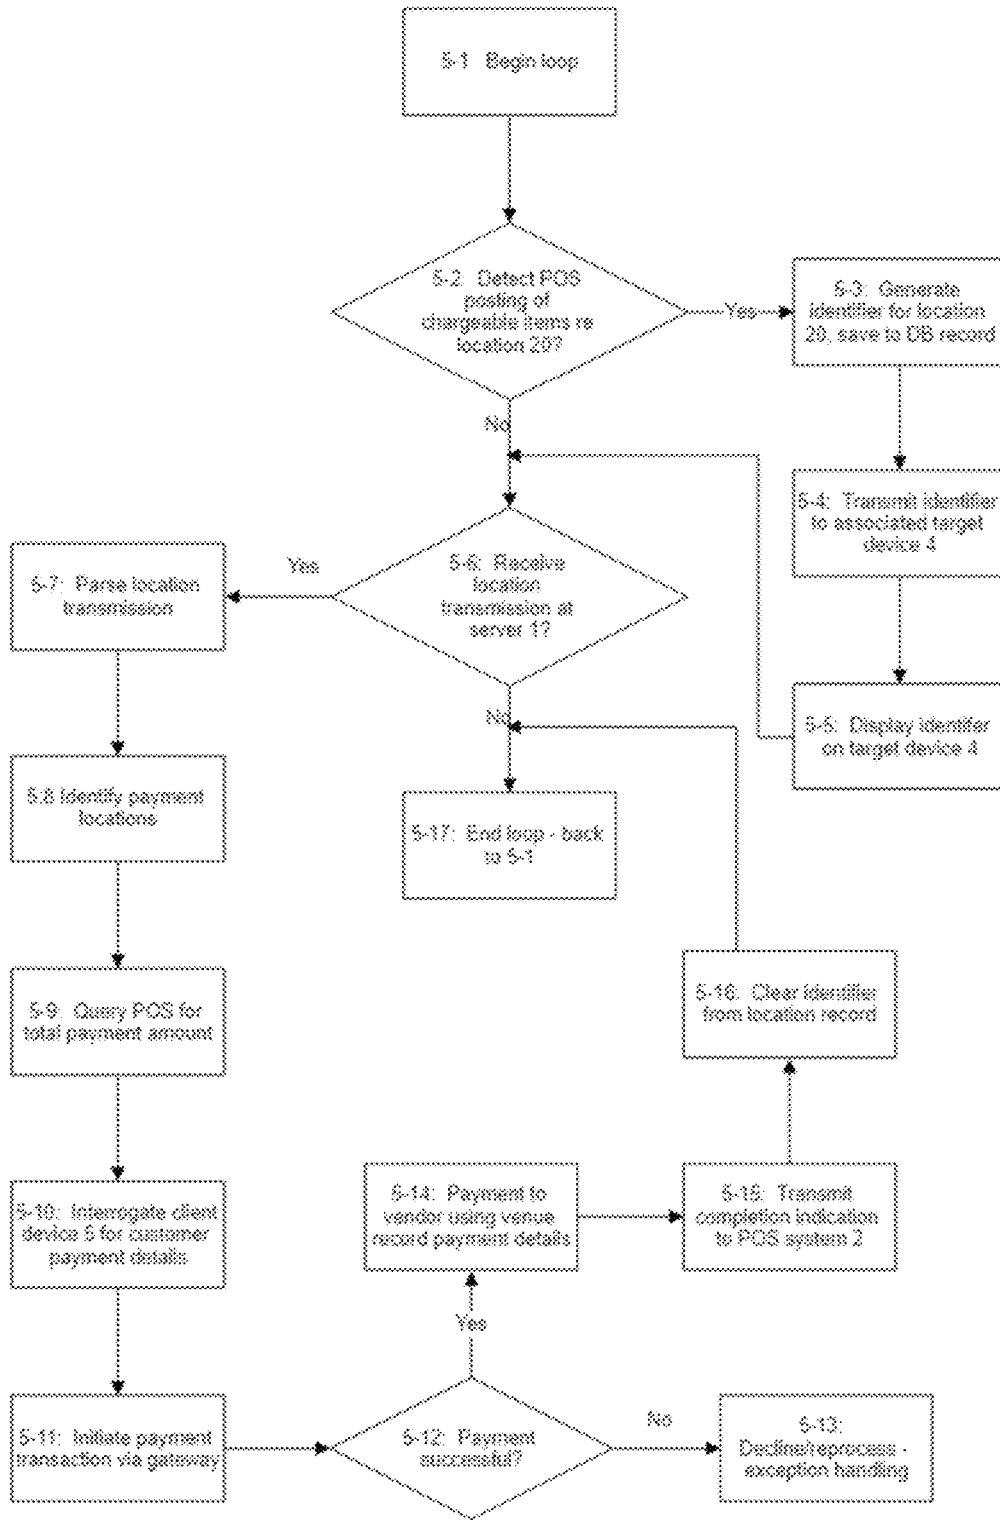 5-1 Begin loop
5-2: Detect POS
posting of
chargeable items re
location 20?
Yes
5-3: Generate
identifier for location
20, save to DB record
No
5-4: Transmit identifier
to associated target
device 4
5-5: Display identifer
on target device 4
5-6: Receive
location
transmission at
server 1?
Yes
5-7: Parse location
transmission
No
5.8 Identify payment
locations
5-17: End loop - back
to 5-1
5-9: Query POS for
total payment amount
5-16: Clear identifier
from location record
5-10: Interrogate client
device 5 for customer
payment details
5-14: Payment to
vendor using venue
record payment details
5-15: Transmit
completion indication
to POS system 2
Yes
5-11: Initiate payment
transaction via gateway
5-12: Payment
successful?
No
5-13:
Decline/reprocess -
exception handling